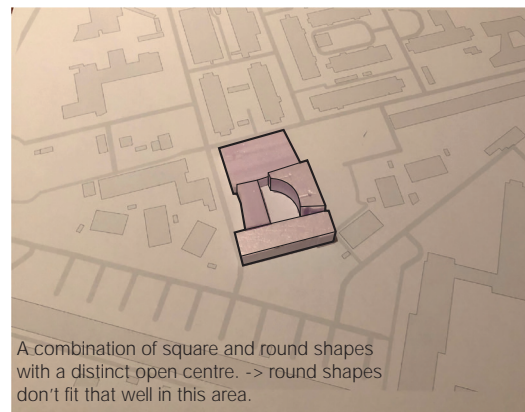 A combination of square and round shapes
with a distinct open centre. -> round shapes
don't fit that well in this area.